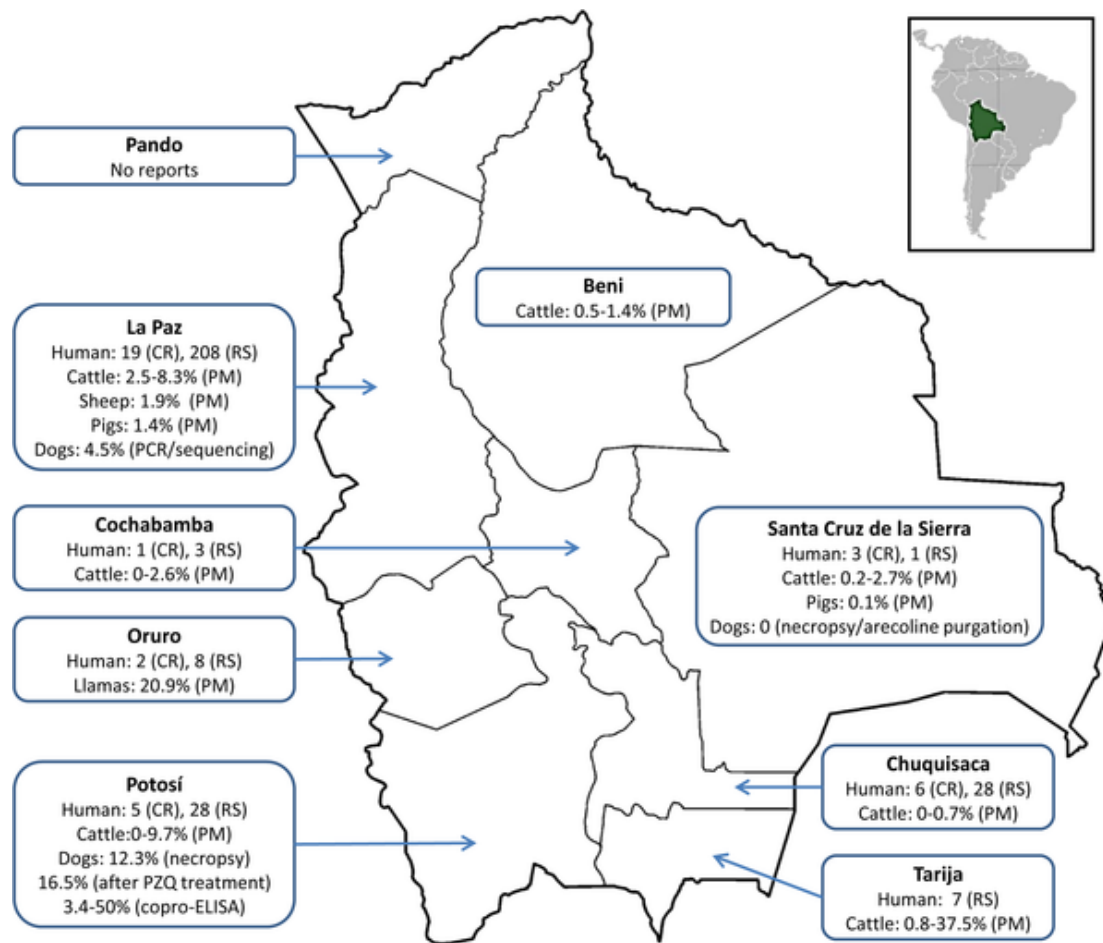 Pando
No reports
Beni
Cattle: 0.5-1.4% (PM)
La Paz
Human: 19 (CR), 208 (RS)
Cattle: 2.5-8.3% (PM)
Sheep: 1.9% (PM)
Pigs: 1.4% (PM)
Dogs: 4.5% (PCR/sequencing)
Cochabamba
Human: 1 (CR), 3 (RS)
Cattle: 0-2.6% (PM)
Santa Cruz de la Sierra
Human: 3 (CR), 1 (RS)
Cattle: 0.2-2.7% (PM)
Pigs: 0.1% (PM)
Dogs: 0 (necropsy/arecoline purgation)
Oruro
Human: 2 (CR), 8 (RS)
Llamas: 20.9% (PM)
Potosí
Human: 5 (CR), 28 (RS)
Cattle:0-9.7% (PM)
Dogs: 12.3% (necropsy)
16.5% (after PZQ treatment)
3.4-50% (copro-ELISA)
Chuquisaca
Human: 6 (CR), 28 (RS)
Cattle: 0-0.7% (PM)
Tarija
Human: 7 (RS)
Cattle: 0.8-37.5% (PM)